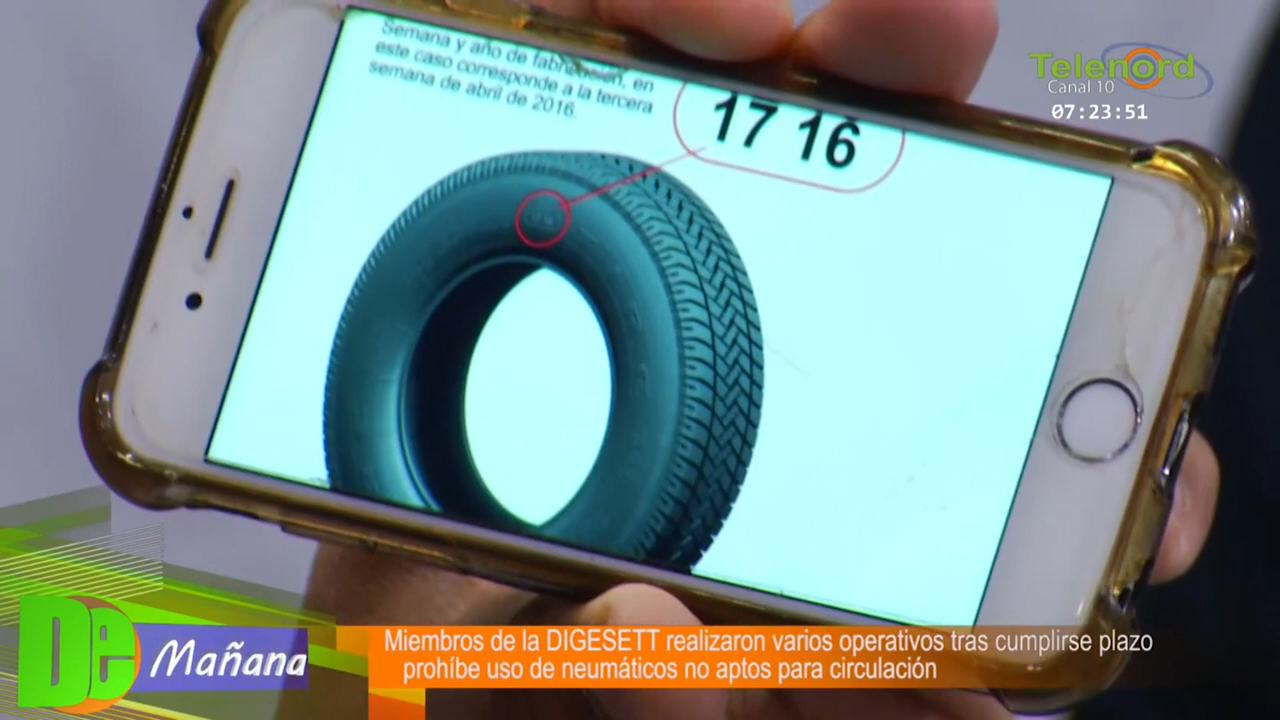 Semana y año de fabricación, en
este caso corresponde a la tercera
semana de abril de 2016.
17 16
Telenord
Canal 10
07:23:51
De
Mañana
Miembros de la DIGESETT realizaron varios operativos tras cumplirse plazo
prohíbe uso de neumáticos no aptos para circulación